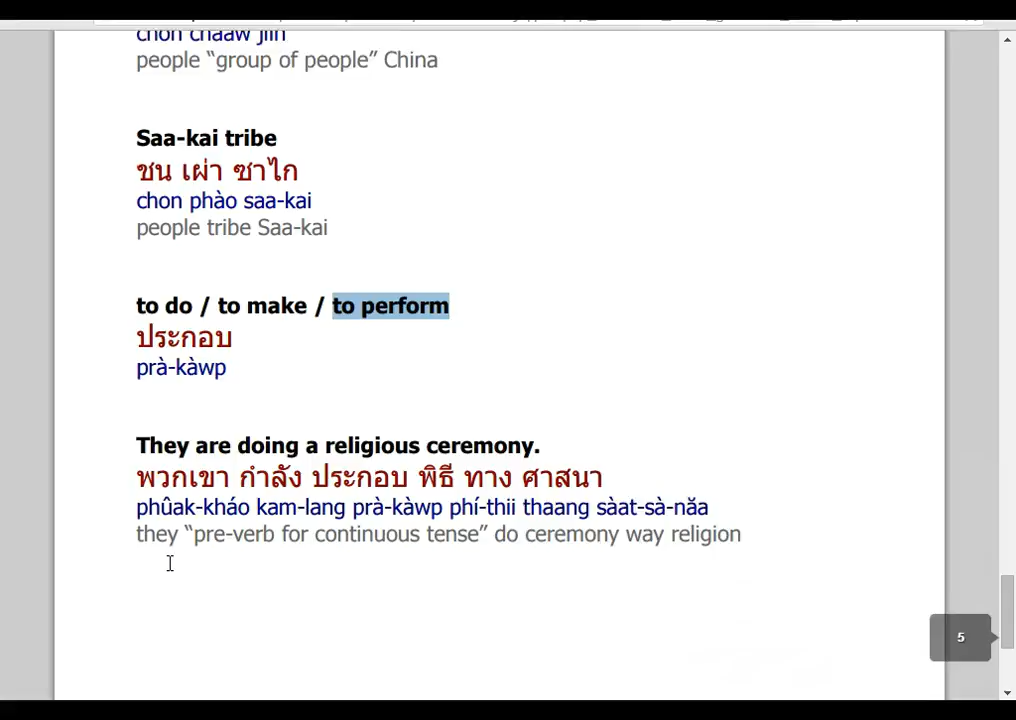 chon chaaw jiin
people “group of people” China
Saa-kai tribe
ชน เผ่า ซาไก
chon phào saa-kai
people tribe Saa-kai
to do / to make / to perform
ประกอบ
prà-kàwp
They are doing a religious ceremony.
พวกเขา กำลัง ประกอบ พิธี ทาง ศาสนา
phûak-kháo kam-lang prà-kàwp phí-thii thaang sàat-sà-năa
they “pre-verb for continuous tense” do ceremony way religion
5